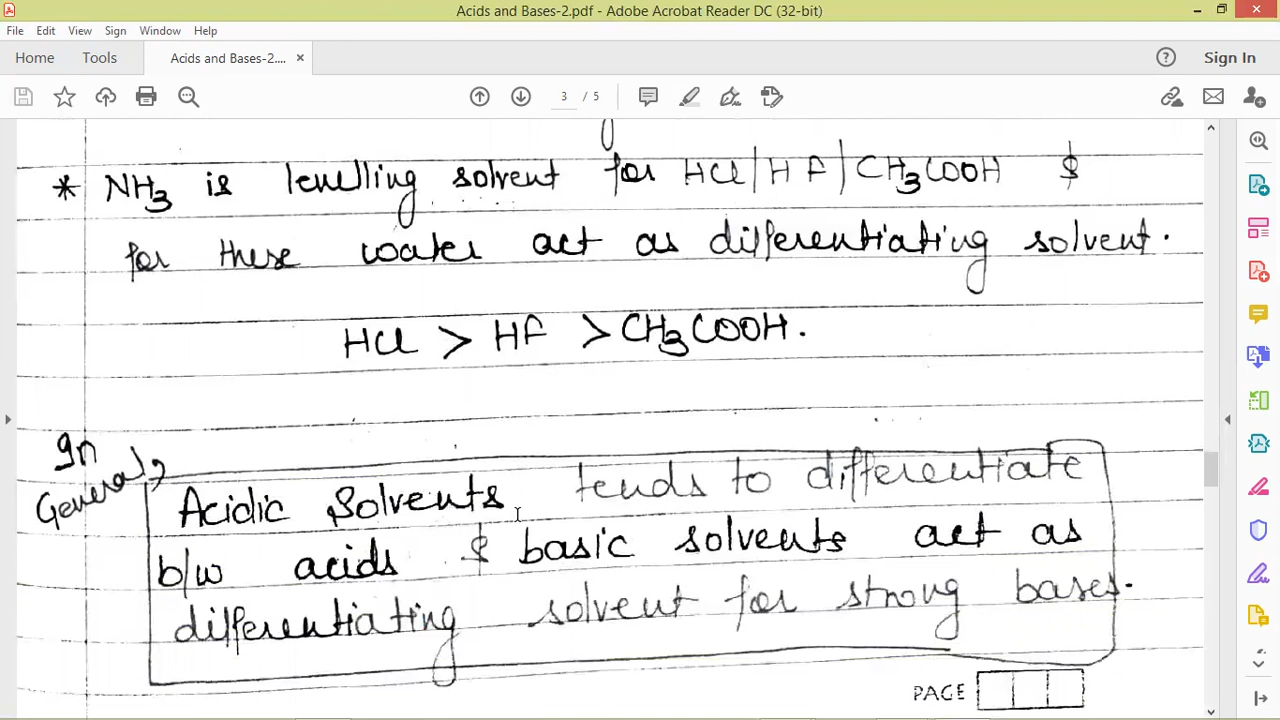 Acids and Bases-2.pdf - Adobe Acrobat Reader DC (32-bit)
File Edit View Sign Window Help
Home Tools Acids and Bases-2.... × Sign In
3 / 5
* NH3 is levelling solvent for HCl/HF/CH3COOH &
for these water act as differentiating solvent.
HCl > HF > CH3COOH.
In
General,
Acidic Solvents tends to differentiate
b/w acids & basic solvents act as
differentiating solvent for strong bases.
PAGE